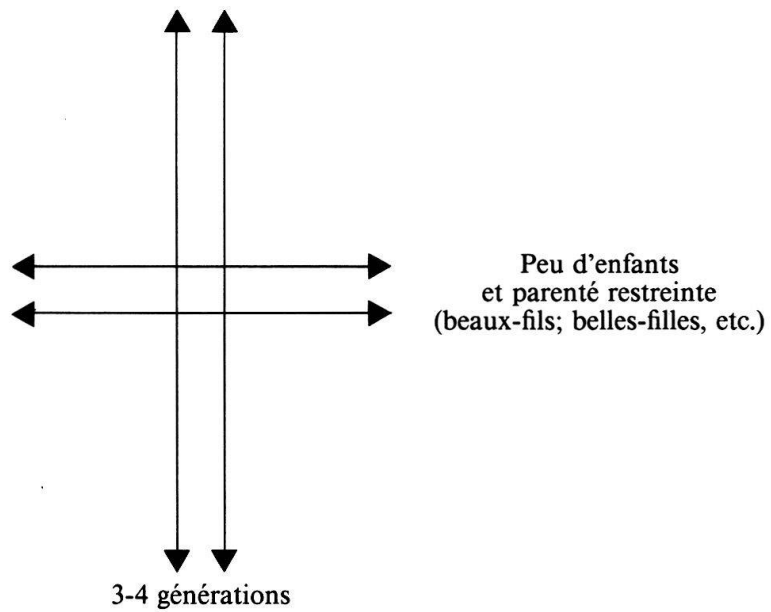 Peu d'enfants
et parenté restreinte
(beaux-fils; belles-filles, etc.)
3-4 générations